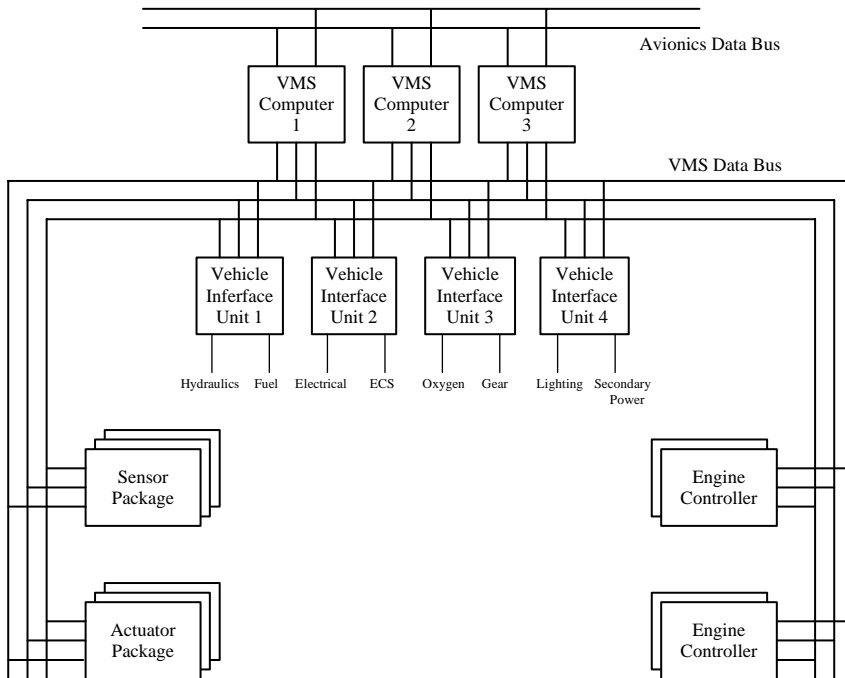 Avionics Data Bus
VMS
Computer
1
VMS
Computer
2
VMS
Computer
3
VMS Data Bus
Vehicle
Inferface
Unit 1
Vehicle
Interface
Unit 2
Vehicle
Interface
Unit 3
Vehicle
Interface
Unit 4
Hydraulics
Fuel
Electrical
ECS
Oxygen
Gear
Lighting
Secondary
Power
Sensor
Package
Engine
Controller
Actuator
Package
Engine
Controller